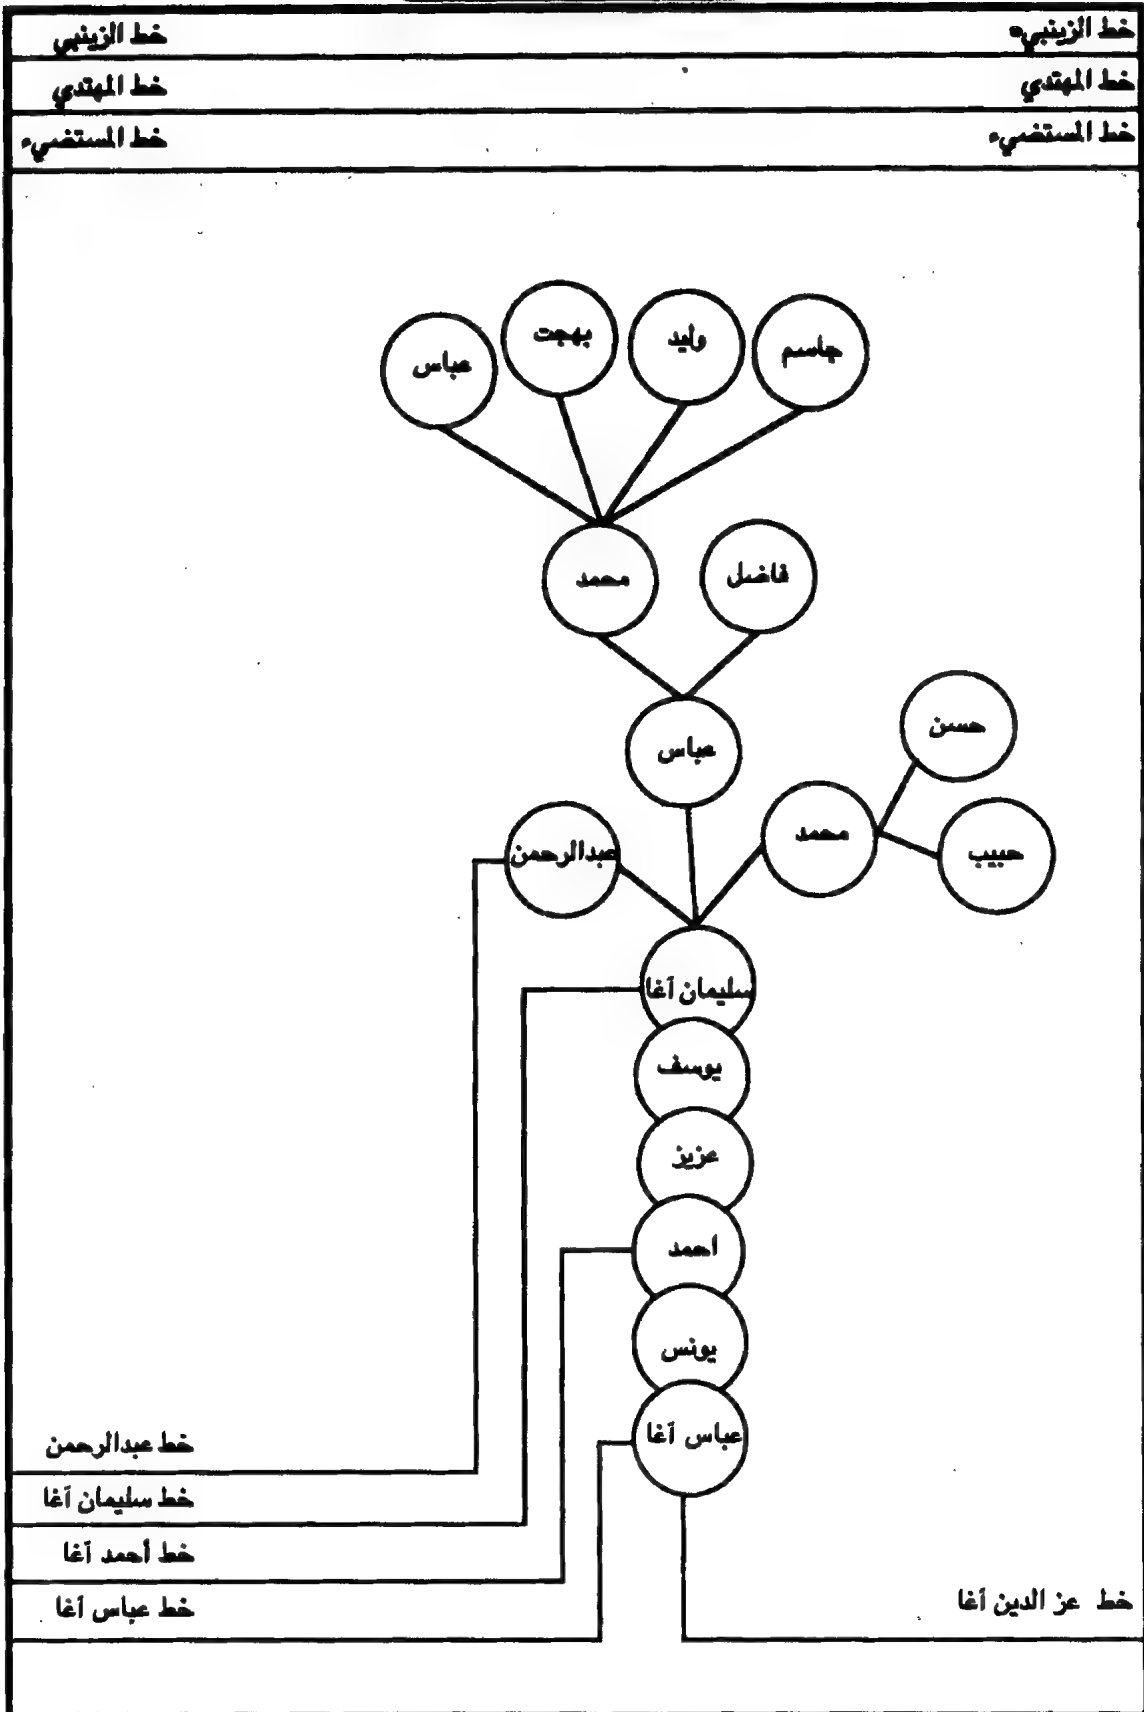 خط الزينبي
خط الزينبي
خط المهتدي
خط المهتدي
خط المستضيء
خط المستضيء
جاسم
وليد
بهجت
عباس
فاضل
محمد
حسن
عباس
محمد
حبيب
عبدالرحمن
سليمان آغا
يوسف
عزيز
أحمد
يونس
عباس آغا
خط عبدالرحمن
خط سليمان آغا
خط أحمد آغا
خط عز الدين آغا
خط عباس آغا